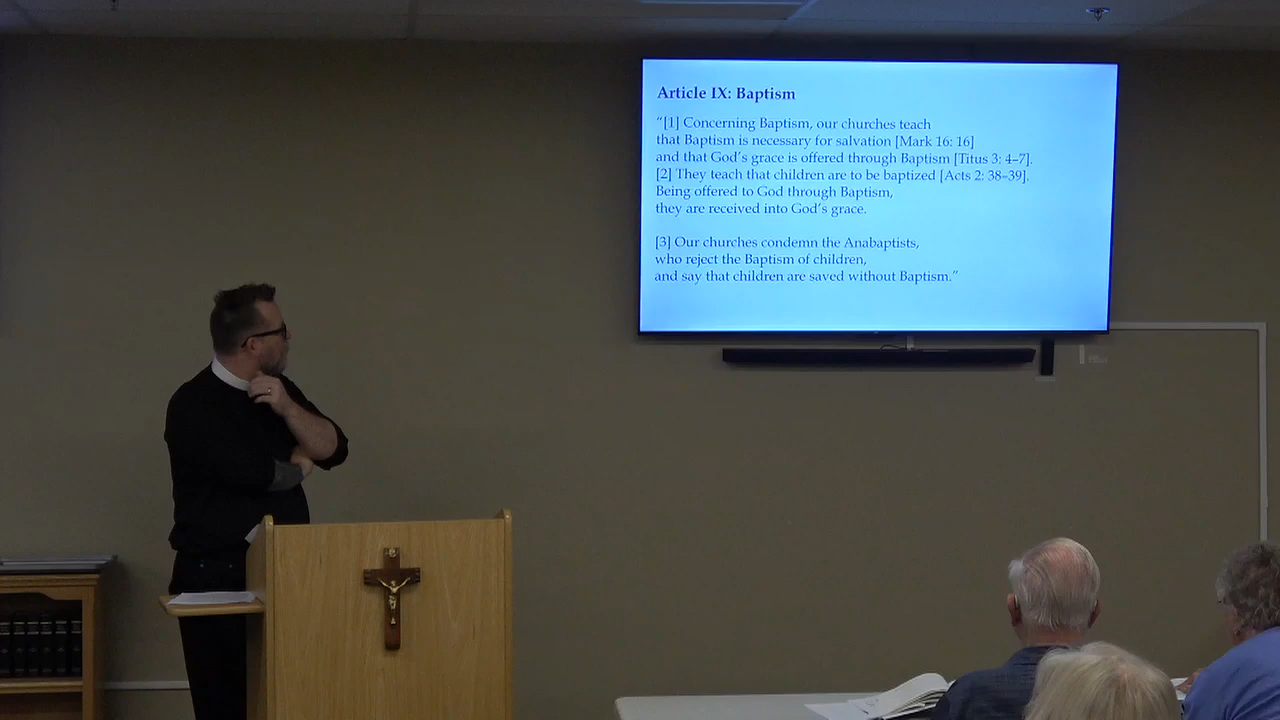 Article IX: Baptism
“[1] Concerning Baptism, our churches teach
that Baptism is necessary for salvation [Mark 16: 16]
and that God’s grace is offered through Baptism [Titus 3: 4–7].
[2] They teach that children are to be baptized [Acts 2: 38–39].
Being offered to God through Baptism,
they are received into God’s grace.
[3] Our churches condemn the Anabaptists,
who reject the Baptism of children,
and say that children are saved without Baptism.”